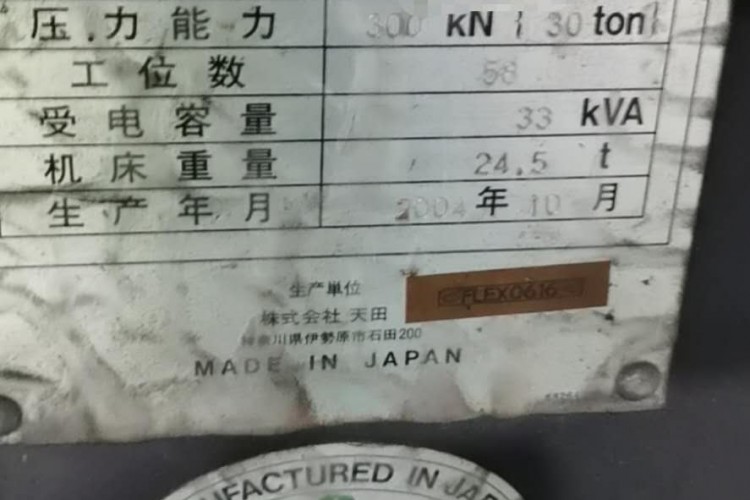 压力能力 300 KN 30 ton
工位数 58
受电容量 33 kVA
机床重量 24.5 t
生产年月 2004 年 10 月
生产単位
株式会社 天田
神奈川県伊勢原市石田200
FLEX0616
MADE IN JAPAN
MANUFACTURED IN JAPAN